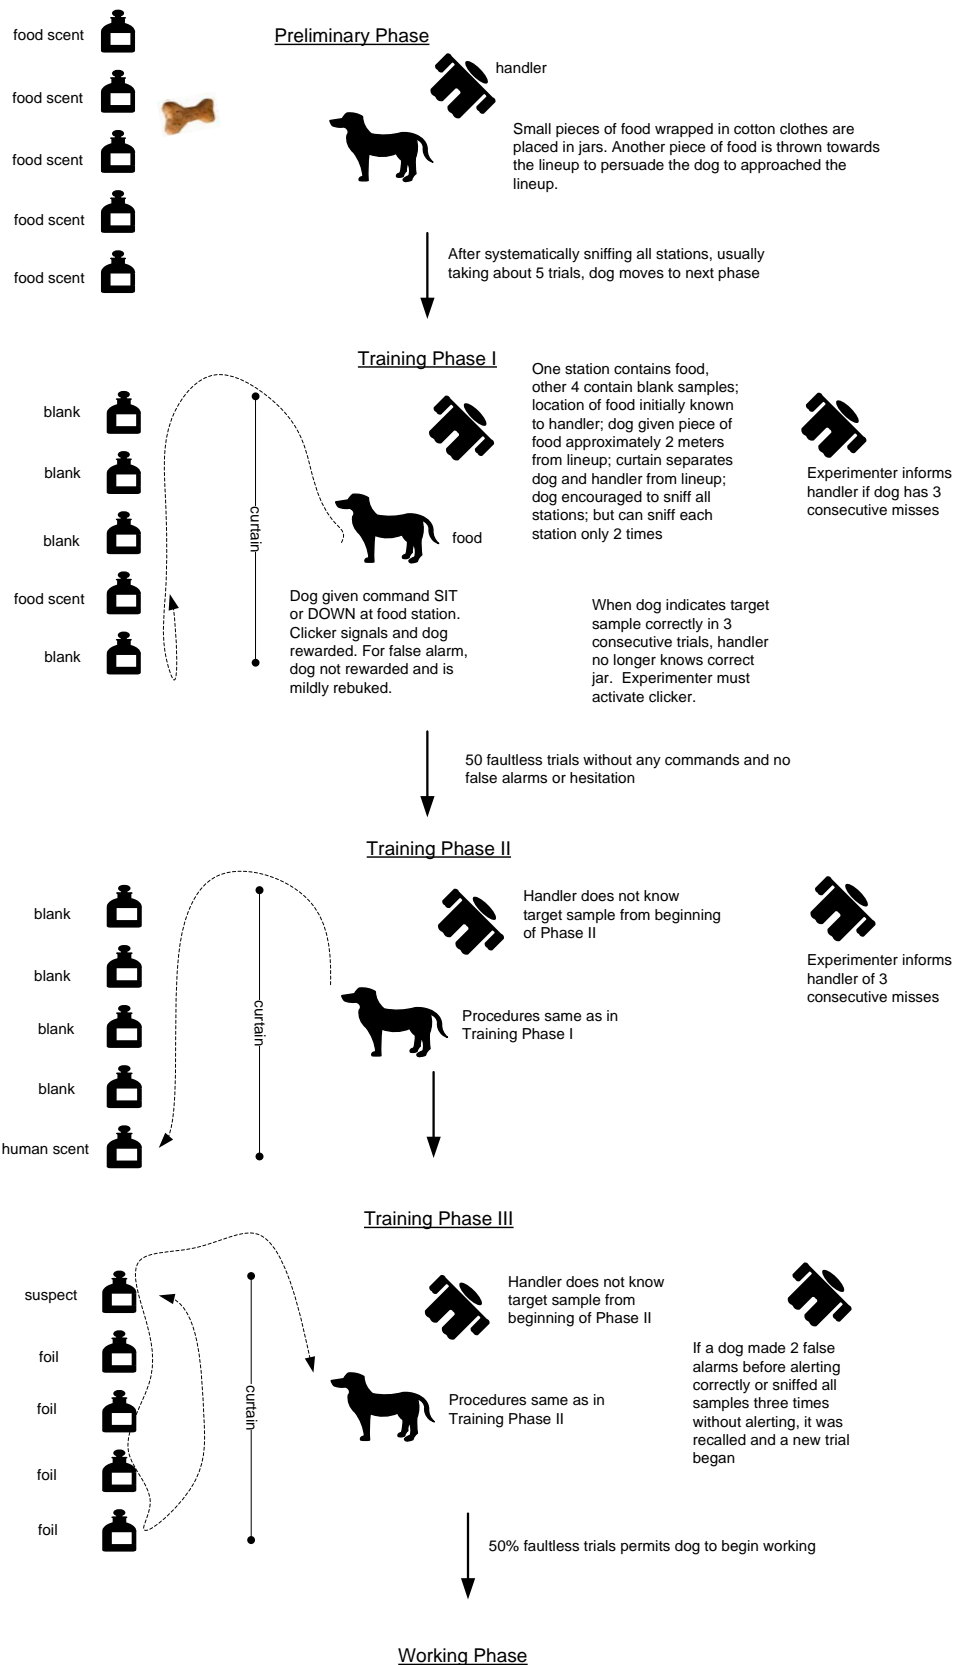 food scent
Preliminary Phase
handler
food scent
Small pieces of food wrapped in cotton clothes are
placed in jars. Another piece of food is thrown towards
the lineup to persuade the dog to approached the
lineup.
food scent
food scent
food scent
After systematically sniffing all stations, usually
taking about 5 trials, dog moves to next phase
Training Phase I
One station contains food,
other 4 contain blank samples;
location of food initially known
to handler; dog given piece of
food approximately 2 meters
from lineup; curtain separates
dog and handler from lineup;
dog encouraged to sniff all
stations; but can sniff each
station only 2 times
Experimenter informs
handler if dog has 3
consecutive misses
blank
blank
blank
food scent
blank
curtain
food
Dog given command SIT
or DOWN at food station.
Clicker signals and dog
rewarded. For false alarm,
dog not rewarded and is
mildly rebuked.
When dog indicates target
sample correctly in 3
consecutive trials, handler
no longer knows correct
jar.  Experimenter must
activate clicker.
50 faultless trials without any commands and no
false alarms or hesitation
Training Phase II
Handler does not know
target sample from beginning
of Phase II
Experimenter informs
handler of 3
consecutive misses
blank
blank
blank
blank
human scent
curtain
Procedures same as in
Training Phase I
Training Phase III
Handler does not know
target sample from
beginning of Phase II
If a dog made 2 false
alarms before alerting
correctly or sniffed all
samples three times
without alerting, it was
recalled and a new trial
began
suspect
foil
foil
foil
foil
curtain
Procedures same as in
Training Phase II
50% faultless trials permits dog to begin working
Working Phase